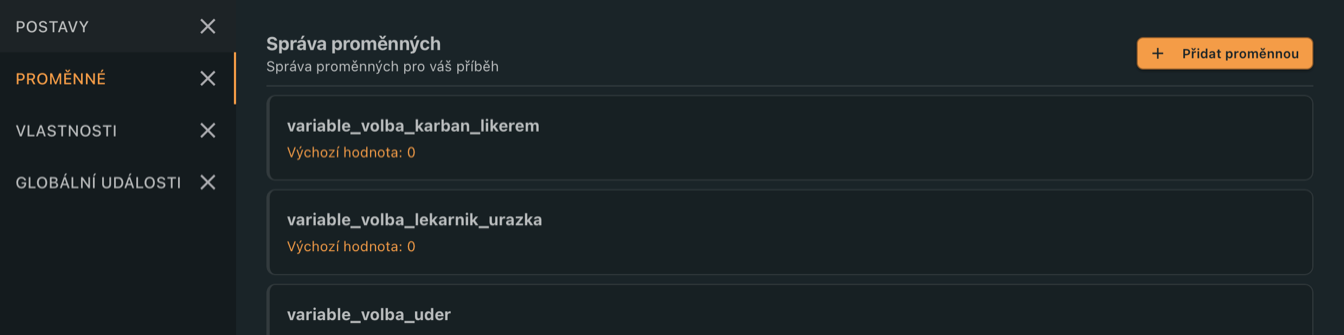 POSTAVY
PROMĚNNÉ
VLASTNOSTI
GLOBÁLNÍ UDÁLOSTI
Správa proměnných
Správa proměnných pro váš příběh
+ Přidat proměnnou
variable_volba_karban_likerem
Výchozí hodnota: 0
variable_volba_lekarnik_urazka
Výchozí hodnota: 0
variable_volba_uder